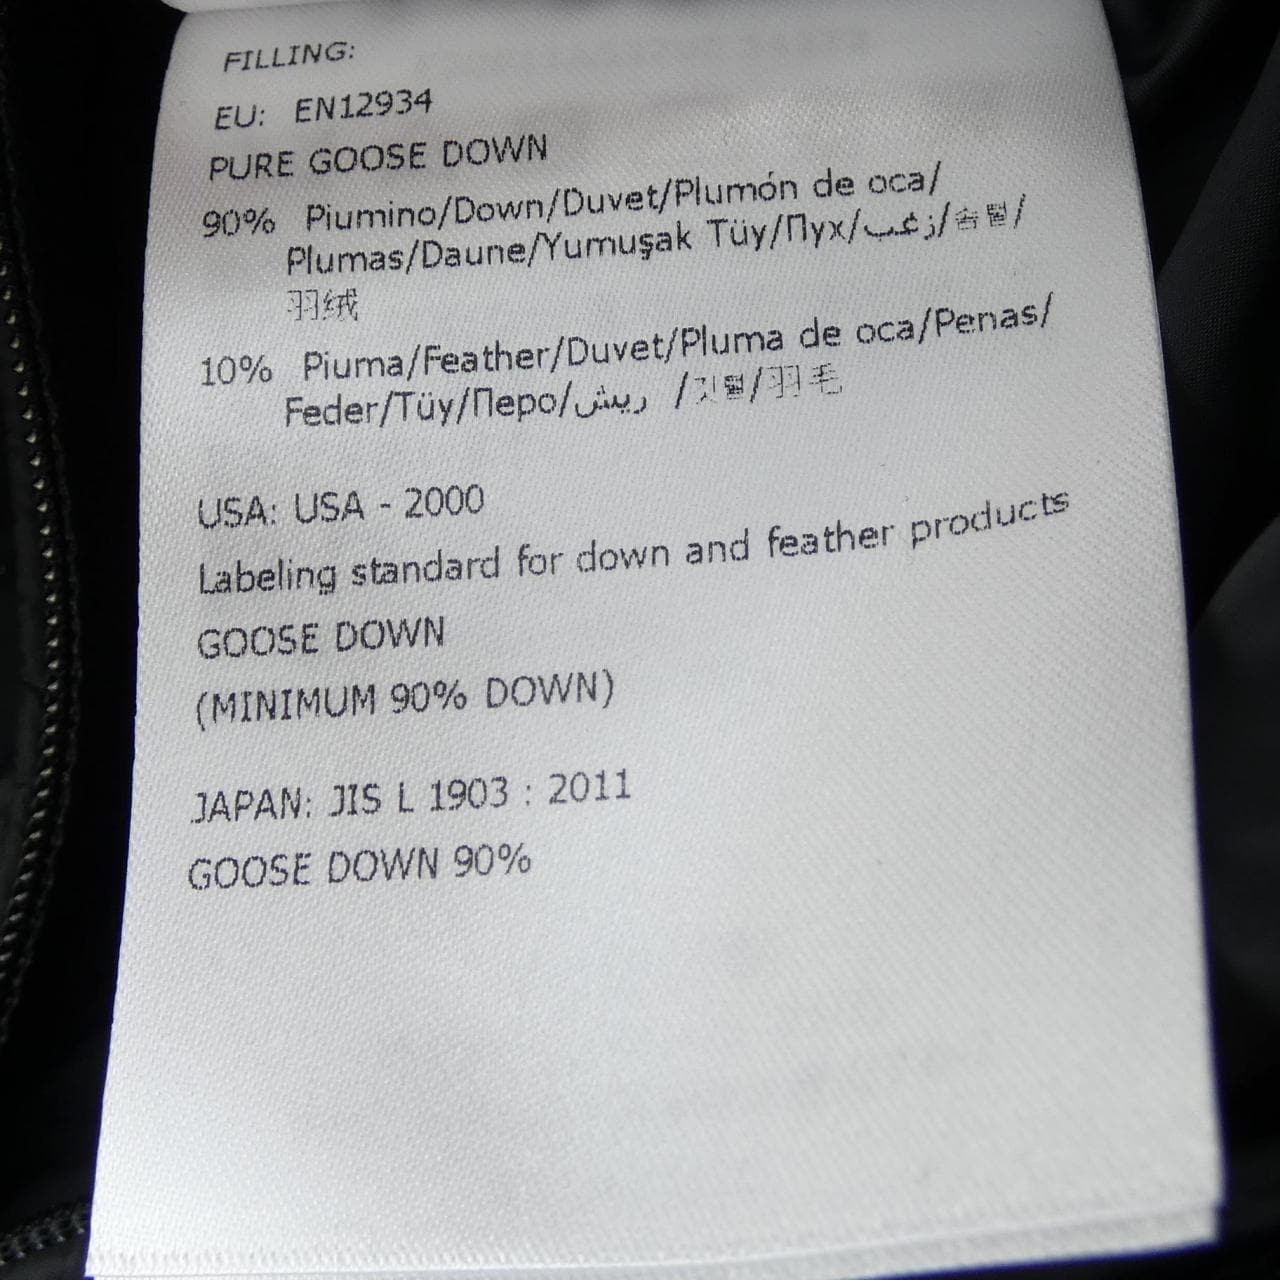 FILLING:
EU: EN12934
PURE GOOSE DOWN
90% Piumino/Down/Duvet/Plumón de oca/
Plumas/Daune/Yumuşak Tüy/Пух/زغب/솜털/
羽绒
10% Piuma/Feather/Duvet/Pluma de oca/Penas/
Feder/Tüy/Перо/ريش /깃털/羽毛
USA: USA - 2000
Labeling standard for down and feather products
GOOSE DOWN
(MINIMUM 90% DOWN)
JAPAN: JIS L 1903 : 2011
GOOSE DOWN 90%